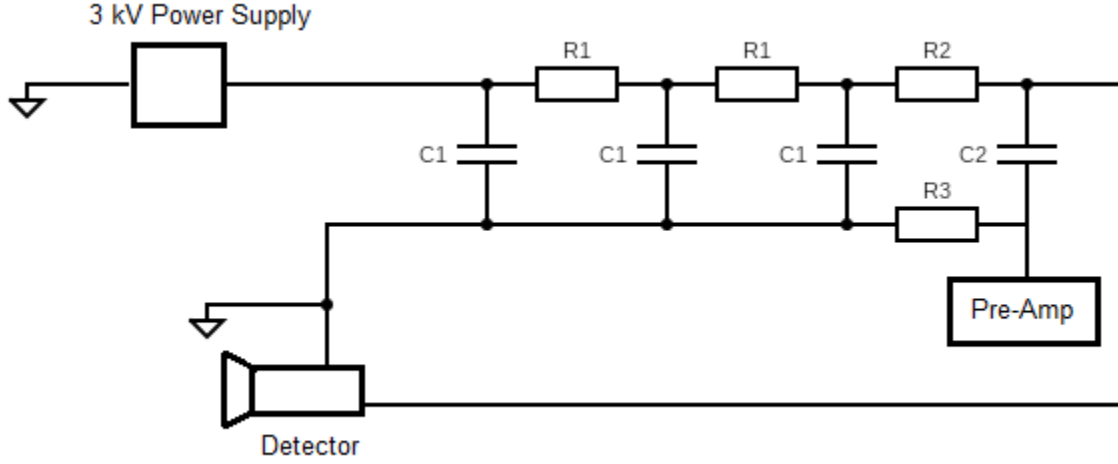 3 kV Power Supply
R1
R1
R2
C1
C1
C1
C2
R3
Pre-Amp
Detector